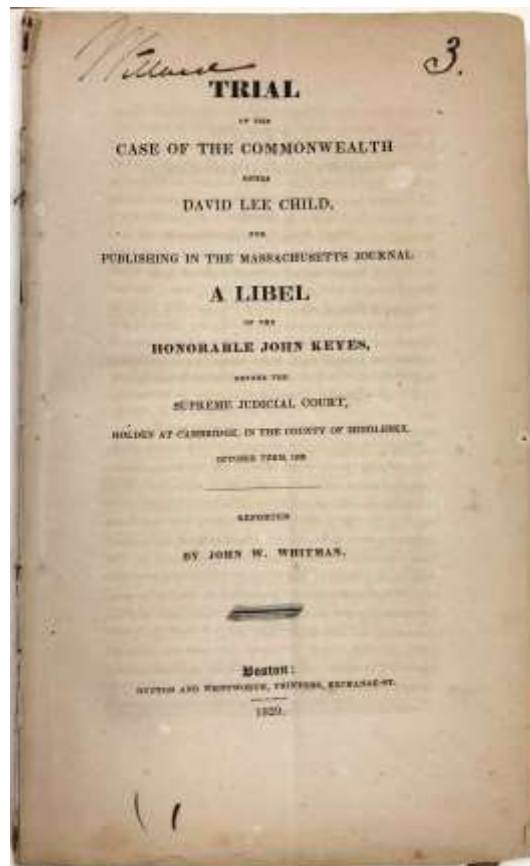 3.
TRIAL
OF THE
CASE OF THE COMMONWEALTH
VERSUS
DAVID LEE CHILD,
FOR
PUBLISHING IN THE MASSACHUSETTS JOURNAL
A LIBEL
ON THE
HONORABLE JOHN KEYES,
BEFORE THE
SUPREME JUDICIAL COURT,
HOLDEN AT CAMBRIDGE, IN THE COUNTY OF MIDDLESEX.
OCTOBER TERM,
REPORTED
BY JOHN W. WHITMAN.
Boston:
DUTTON AND WENTWORTH, PRINTERS, EXCHANGE-ST.
1829.